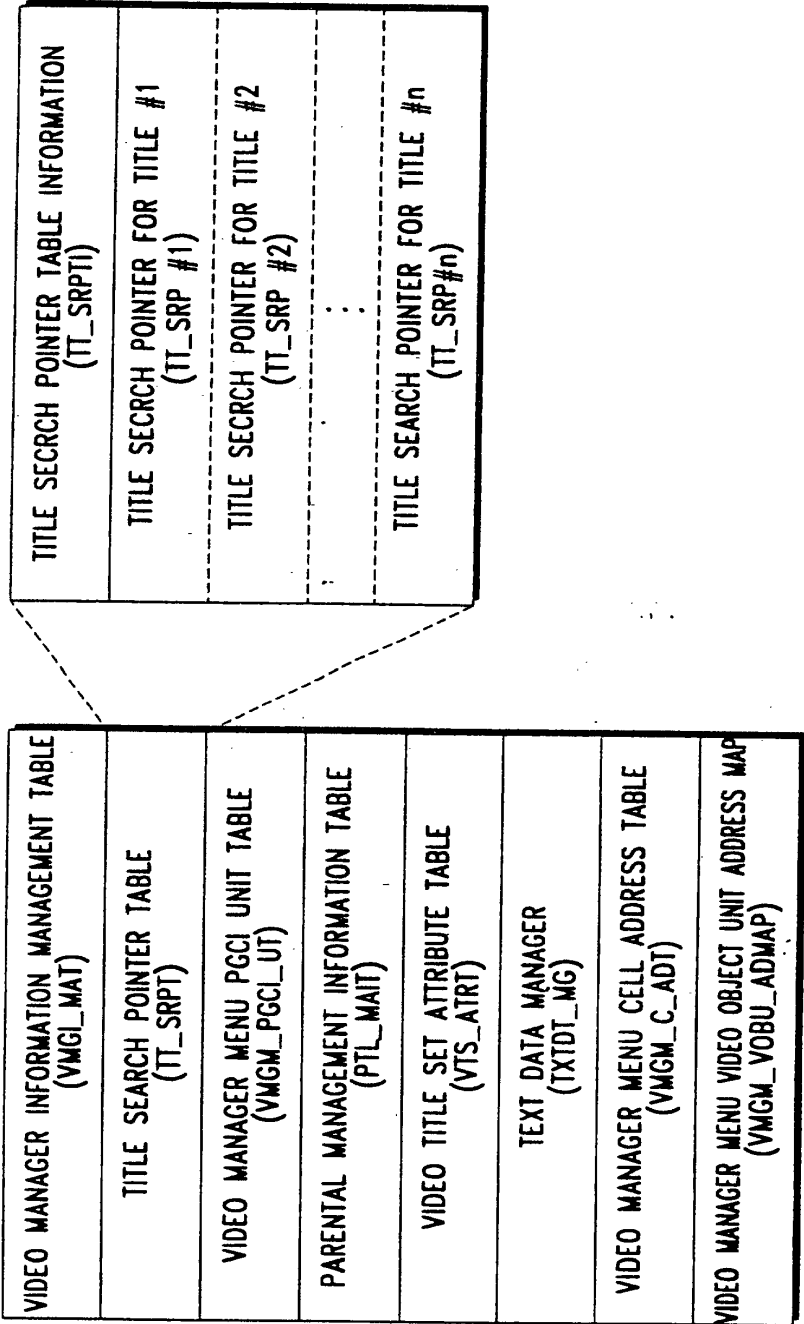 VIDEO MANAGER INFORMATION MANAGEMENT TABLE
(VMGI_MAT)
TITLE SEARCH POINTER TABLE
(TT_SRPT)
VIDEO MANAGER MENU PGCI UNIT TABLE
(VMGM_PGCI_UT)
PARENTAL MANAGEMENT INFORMATION TABLE
(PTL_MAIT)
VIDEO TITLE SET ATTRIBUTE TABLE
(VTS_ATRT)
TEXT DATA MANAGER
(TXTDT_MG)
VIDEO MANAGER MENU CELL ADDRESS TABLE
(VMGM_C_ADT)
VIDEO MANAGER MENU VIDEO OBJECT UNIT ADDRESS MAP
(VMGM_VOBU_ADMAP)
TITLE SECRCH POINTER TABLE INFORMATION
(TT_SRPTI)
TITLE SECRCH POINTER FOR TITLE #1
(TT_SRP #1)
TITLE SECRCH POINTER FOR TITLE #2
(TT_SRP #2)
...
TITLE SEARCH POINTER FOR TITLE #n
(TT_SRP#n)